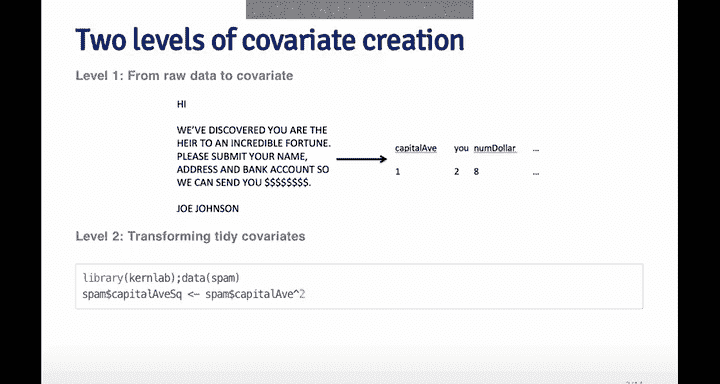 Two levels of covariate creation
Level 1: From raw data to covariate
HI
WE'VE DISCOVERED YOU ARE THE
HEIR TO AN INCREDIBLE FORTUNE.
PLEASE SUBMIT YOUR NAME,
ADDRESS AND BANK ACCOUNT SO
WE CAN SEND YOU $$$$$$$$.
JOE JOHNSON
capitalAve you numDollar ...
1 2 8 ...
Level 2: Transforming tidy covariates
library(kernlab);data(spam)
spam$capitalAveSq <- spam$capitalAve^2